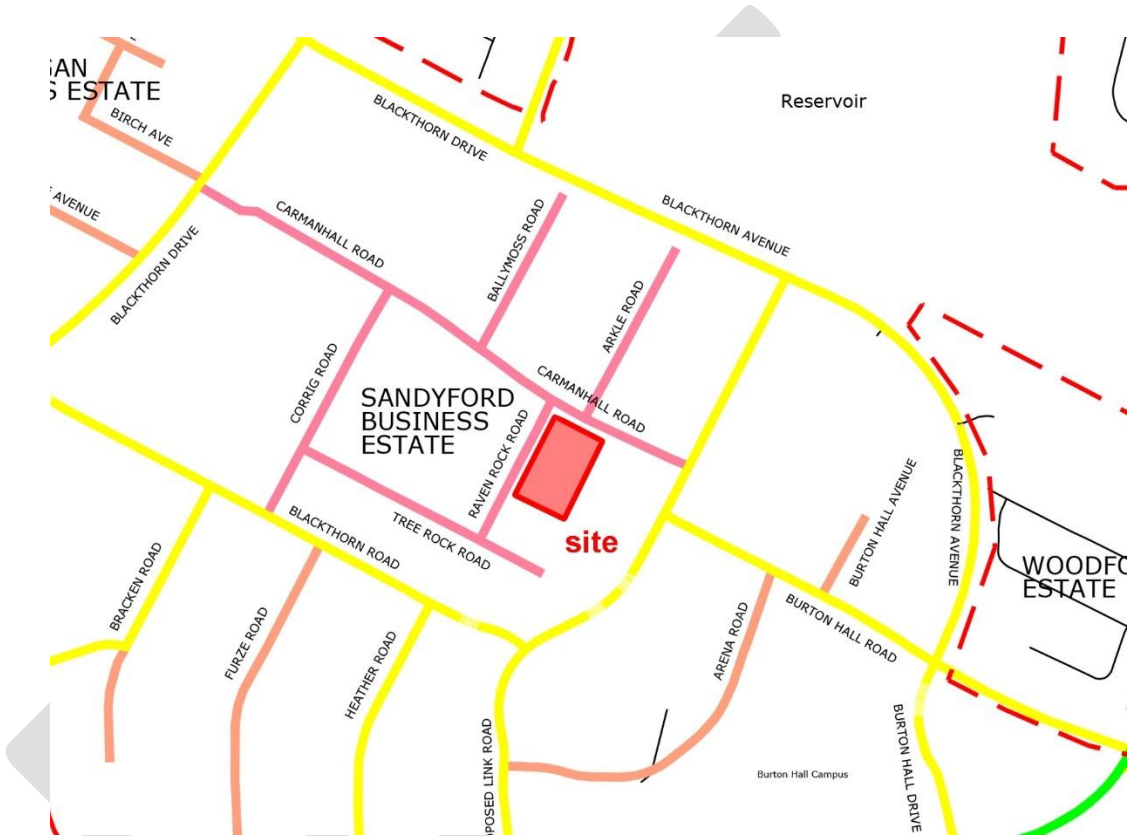 GAN
S ESTATE
BIRCH AVE
AVENUE
BLACKTHORN DRIVE
Reservoir
BLACKTHORN AVENUE
CARMANHALL ROAD
BALLYMOSS ROAD
BLACKTHORN DRIVE
ARKLE ROAD
CORRIG ROAD
SANDYFORD
BUSINESS
ESTATE
CARMANHALL ROAD
RAVEN ROCK ROAD
BLACKTHORN AVENUE
BURTON HALL AVENUE
BLACKTHORN ROAD
TREE ROCK ROAD
site
WOODFO
ESTATE
BRACKEN ROAD
FURZE ROAD
HEATHER ROAD
ARENA ROAD
BURTON HALL ROAD
POSED LINK ROAD
Burton Hall Campus
BURTON HALL DRIVE